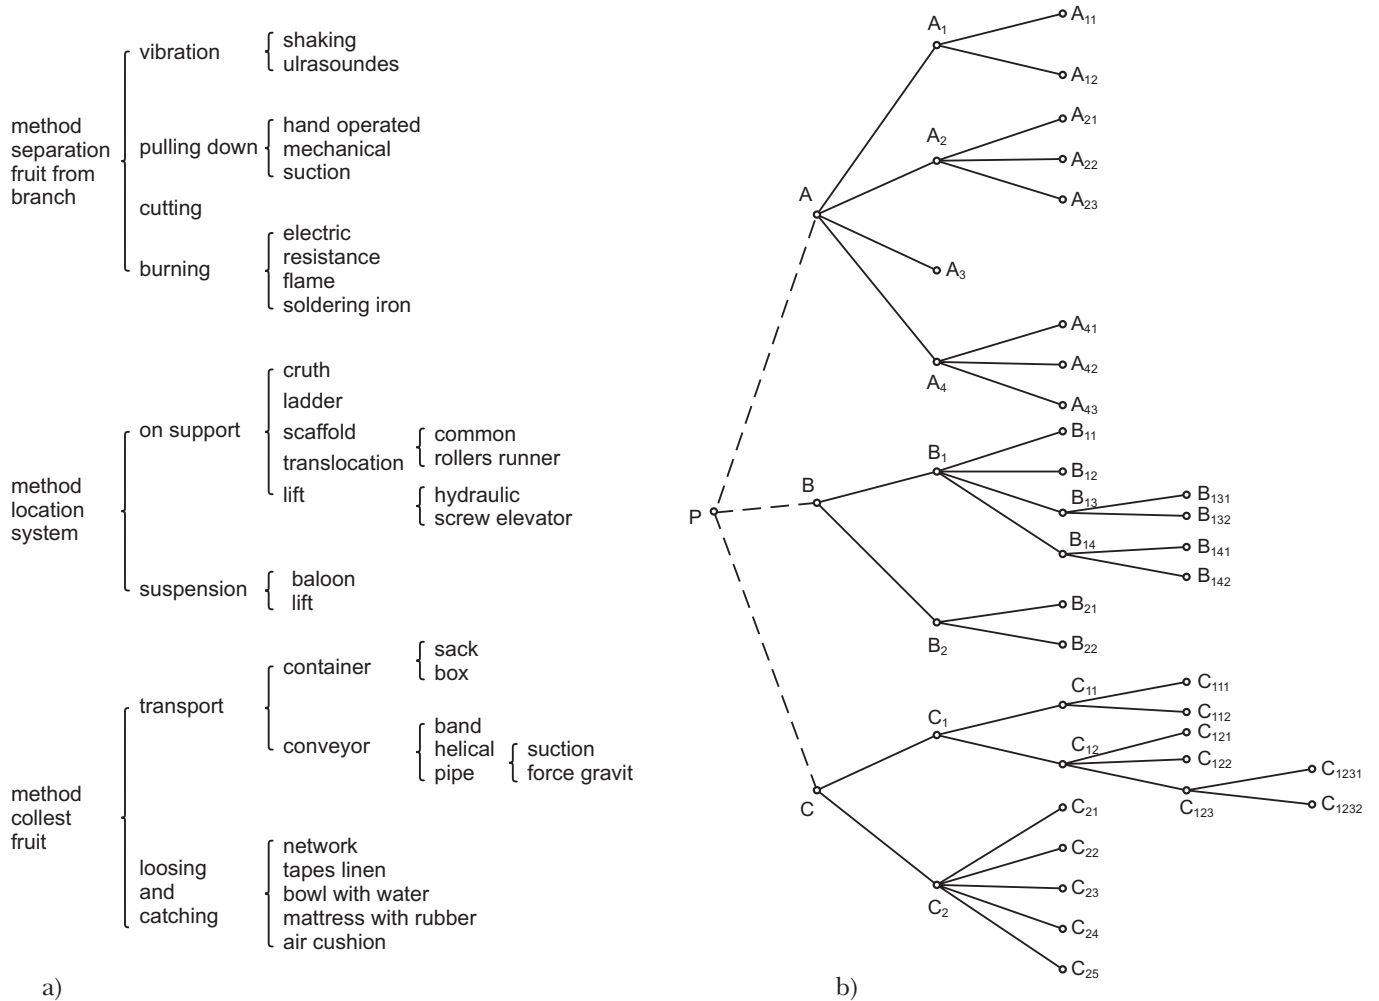 method
separation
fruit from
branch
vibration
shaking
ulrasoundes
pulling down
hand operated
mechanical
suction
cutting
burning
electric
resistance
flame
soldering iron
method
location
system
on support
cruth
ladder
scaffold
translocation
lift
common
rollers runner
hydraulic
screw elevator
suspension
baloon
lift
method
collest
fruit
transport
container
sack
box
conveyor
band
helical
pipe
suction
force gravit
loosing
and
catching
network
tapes linen
bowl with water
mattress with rubber
air cushion
a)
P
A
A1
A11
A12
A2
A21
A22
A23
A3
A4
A41
A42
A43
B
B1
B11
B12
B13
B131
B132
B14
B141
B142
B2
B21
B22
C
C1
C11
C111
C112
C12
C121
C122
C123
C1231
C1232
C2
C21
C22
C23
C24
C25
b)